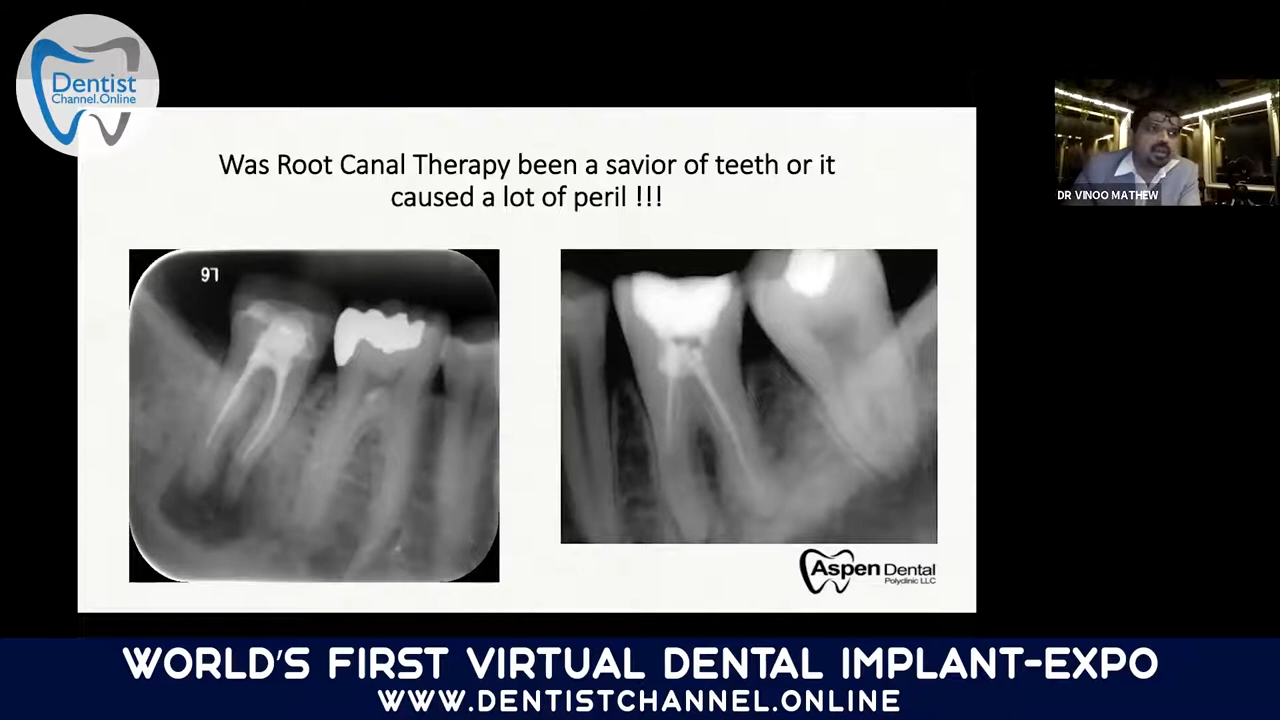 Dentist
Channel.Online
Was Root Canal Therapy been a savior of teeth or it
caused a lot of peril !!!
DR VINOO MATHEW
97
Aspen Dental
Polyclinic LLC
WORLD'S FIRST VIRTUAL DENTAL IMPLANT-EXPO
WWW.DENTISTCHANNEL.ONLINE